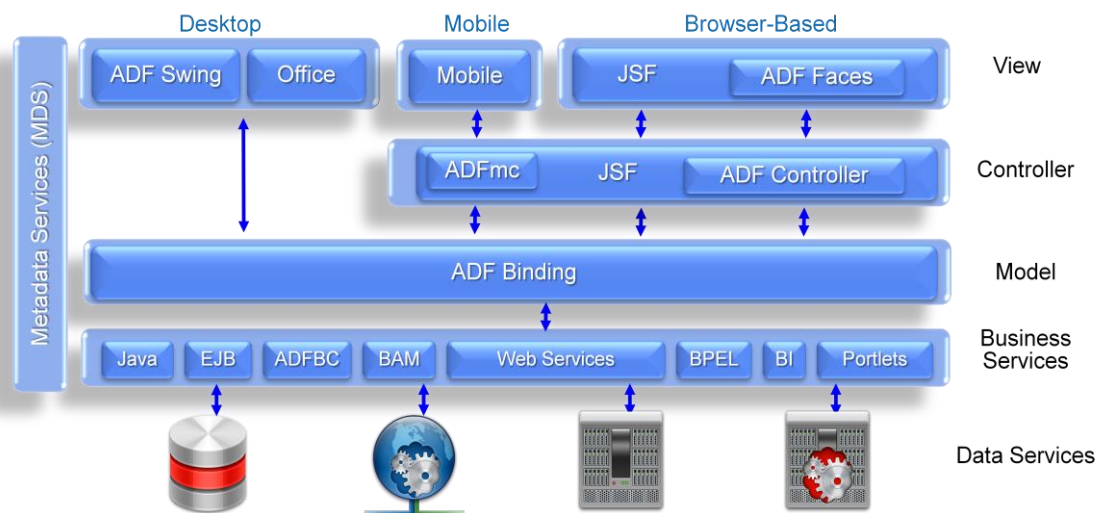 Desktop
Mobile
Browser-Based
Metadata Services (MDS)
ADF Swing
Office
Mobile
JSF
ADF Faces
View
ADFmc
JSF
ADF Controller
Controller
ADF Binding
Model
Java
EJB
ADFBC
BAM
Web Services
BPEL
BI
Portlets
Business
Services
Data Services